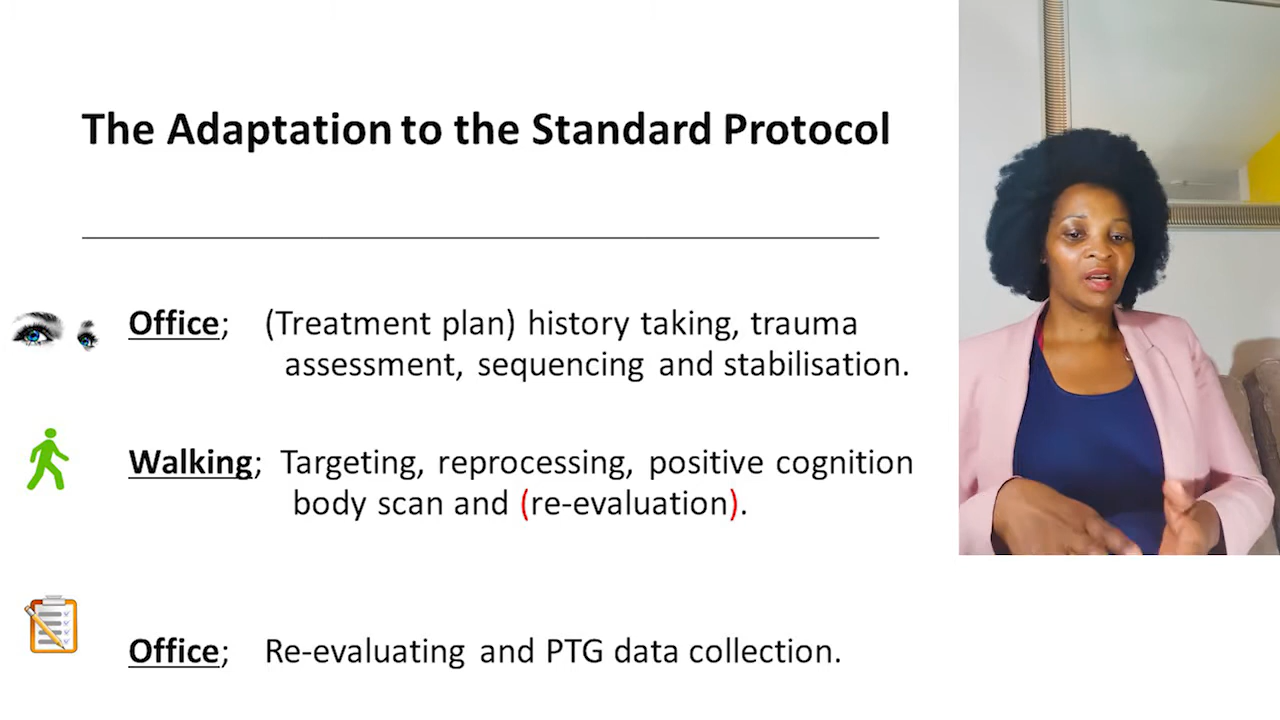 The Adaptation to the Standard Protocol
Office; (Treatment plan) history taking, trauma
assessment, sequencing and stabilisation.
Walking; Targeting, reprocessing, positive cognition
body scan and (re-evaluation).
Office; Re-evaluating and PTG data collection.